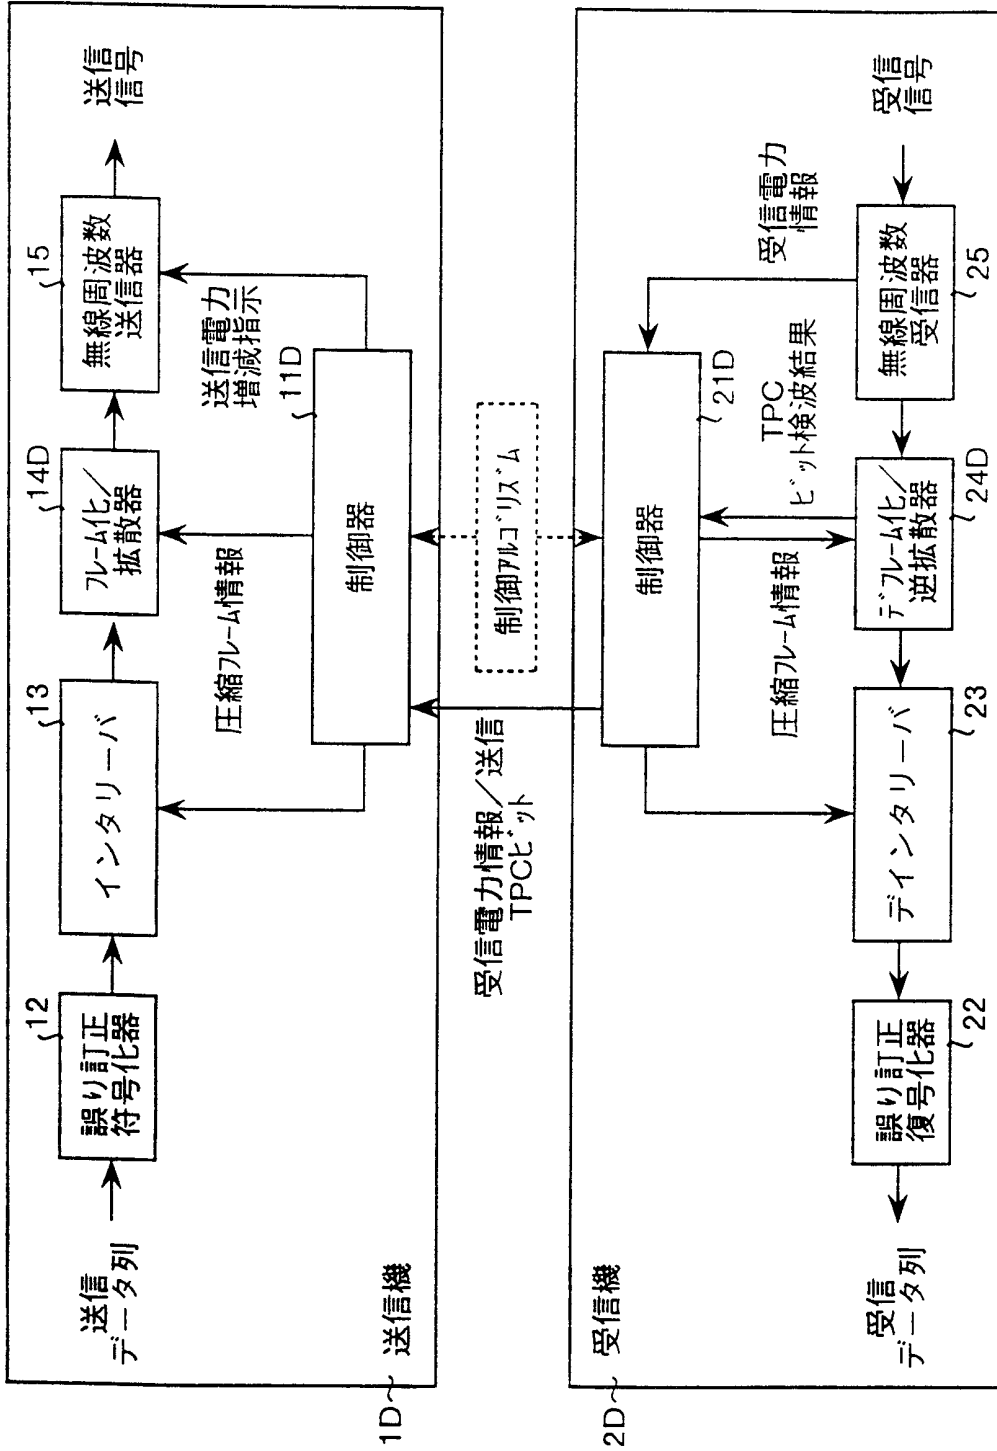 送信
データ列
12
誤り訂正
符号化器
13
インタリーバ
14D
フレーム化／
拡散器
15
無線周波数
送信器
送信
信号
圧縮フレーム情報
送信電力
増減指示
11D
制御器
1D
送信機
受信電力情報／送信
TPCビット
制御アルゴリズム
2D
受信機
制御器
21D
受信電力
情報
圧縮フレーム情報
TPC
ビット検波結果
受信
データ列
誤り訂正
復号化器
22
デインタリーバ
23
デフレーム化／
逆拡散器
24D
無線周波数
受信器
25
受信
信号